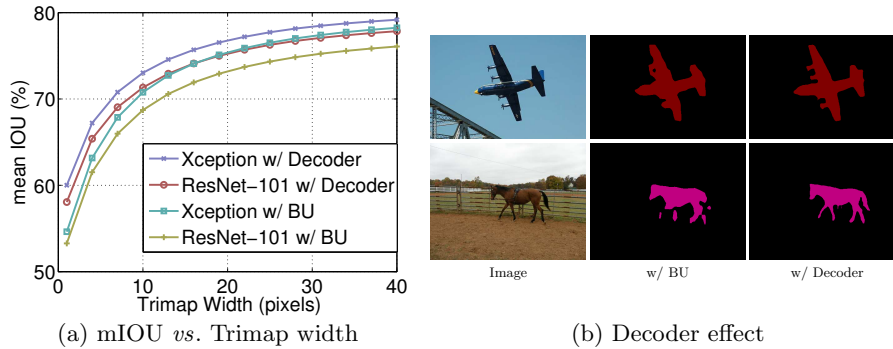 80
70
60
50
mean IOU (%)
Xception w/ Decoder
ResNet−101 w/ Decoder
Xception w/ BU
ResNet−101 w/ BU
0 10 20 30 40
Trimap Width (pixels)
(a) mIOU vs. Trimap width
Image w/ BU w/ Decoder
(b) Decoder effect